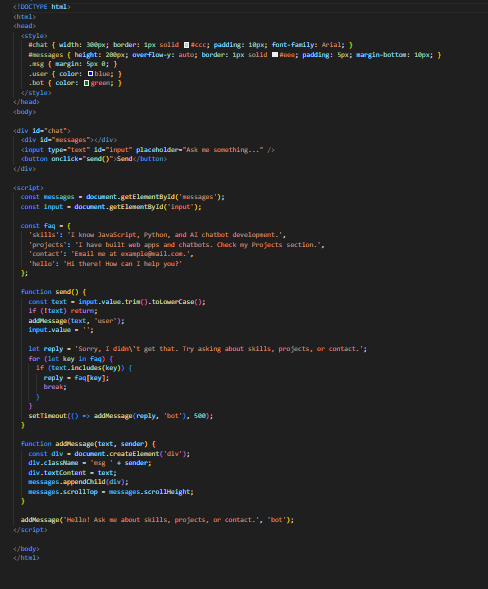 <!DOCTYPE html>
<html>
<head>
  <style>
    #chat { width: 300px; border: 1px solid #ccc; padding: 10px; font-family: Arial; }
    #messages { height: 200px; overflow-y: auto; border: 1px solid #eee; padding: 5px; margin-bottom: 10px; }
    .msg { margin: 5px 0; }
    .user { color: blue; }
    .bot { color: green; }
  </style>
</head>
<body>

<div id="chat">
  <div id="messages"></div>
  <input type="text" id="input" placeholder="Ask me something..." />
  <button onclick="send()">Send</button>
</div>

<script>
  const messages = document.getElementById('messages');
  const input = document.getElementById('input');

  const faq = {
    'skills': 'I know JavaScript, Python, and AI chatbot development.',
    'projects': 'I have built web apps and chatbots. Check my Projects section.',
    'contact': 'Email me at example@mail.com.',
    'hello': 'Hi there! How can I help you?'
  };

  function send() {
    const text = input.value.trim().toLowerCase();
    if (!text) return;
    addMessage(text, 'user');
    input.value = '';

    let reply = 'Sorry, I didn\'t get that. Try asking about skills, projects, or contact.';
    for (let key in faq) {
      if (text.includes(key)) {
        reply = faq[key];
        break;
      }
    }
    setTimeout(() => addMessage(reply, 'bot'), 500);
  }

  function addMessage(text, sender) {
    const div = document.createElement('div');
    div.className = 'msg ' + sender;
    div.textContent = text;
    messages.appendChild(div);
    messages.scrollTop = messages.scrollHeight;
  }

  addMessage('Hello! Ask me about skills, projects, or contact.', 'bot');
</script>

</body>
</html>